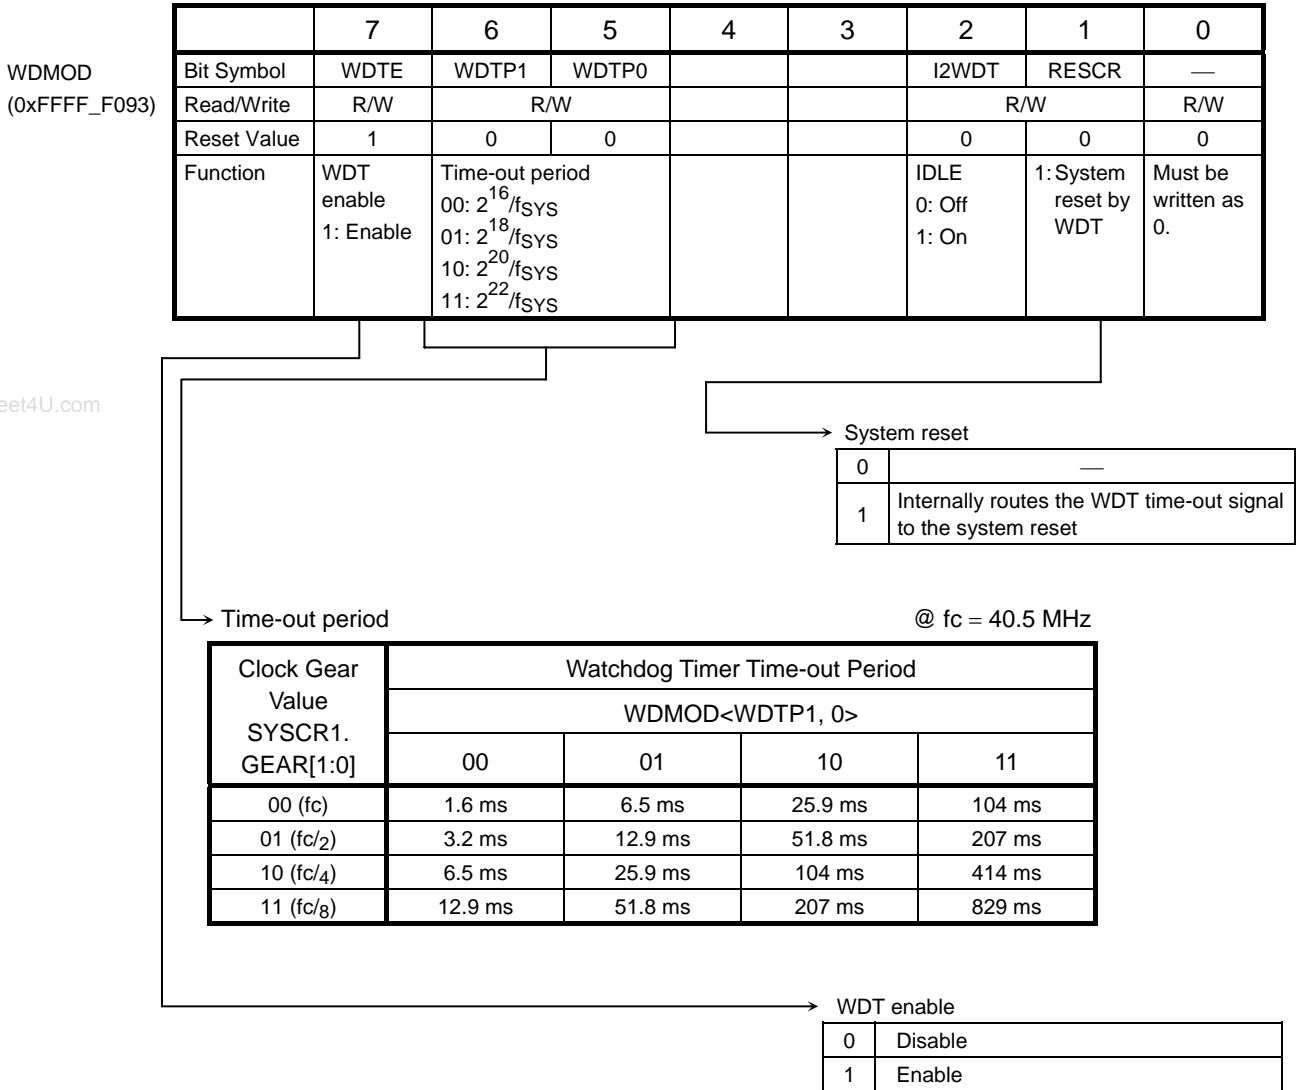 7 6 5 4 3 2 1 0
WDMOD
(0xFFFF_F093)
Bit Symbol WDTE WDTP1 WDTP0 I2WDT RESCR —
Read/Write R/W R/W R/W R/W
Reset Value 1 0 0 0 0 0
Function
WDT
enable
1: Enable
Time-out period
00: 2^16/fSYS
01: 2^18/fSYS
10: 2^20/fSYS
11: 2^22/fSYS
IDLE
0: Off
1: On
1: System
reset by
WDT
Must be
written as
0.
eet4U.com
System reset
0 —
1 Internally routes the WDT time-out signal
to the system reset
Time-out period @ fc = 40.5 MHz
Clock Gear
Value
SYSCR1.
GEAR[1:0]
Watchdog Timer Time-out Period
WDMOD<WDTP1, 0>
00 01 10 11
00 (fc) 1.6 ms 6.5 ms 25.9 ms 104 ms
01 (fc/2) 3.2 ms 12.9 ms 51.8 ms 207 ms
10 (fc/4) 6.5 ms 25.9 ms 104 ms 414 ms
11 (fc/8) 12.9 ms 51.8 ms 207 ms 829 ms
WDT enable
0 Disable
1 Enable